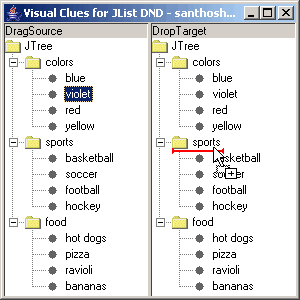 Visual Clues for JList DND - santhosh...
DragSource
JTree
colors
blue
violet
red
yellow
sports
basketball
soccer
football
hockey
food
hot dogs
pizza
ravioli
bananas
DropTarget
JTree
colors
blue
violet
red
yellow
sports
basketball
soccer
football
hockey
food
hot dogs
pizza
ravioli
bananas